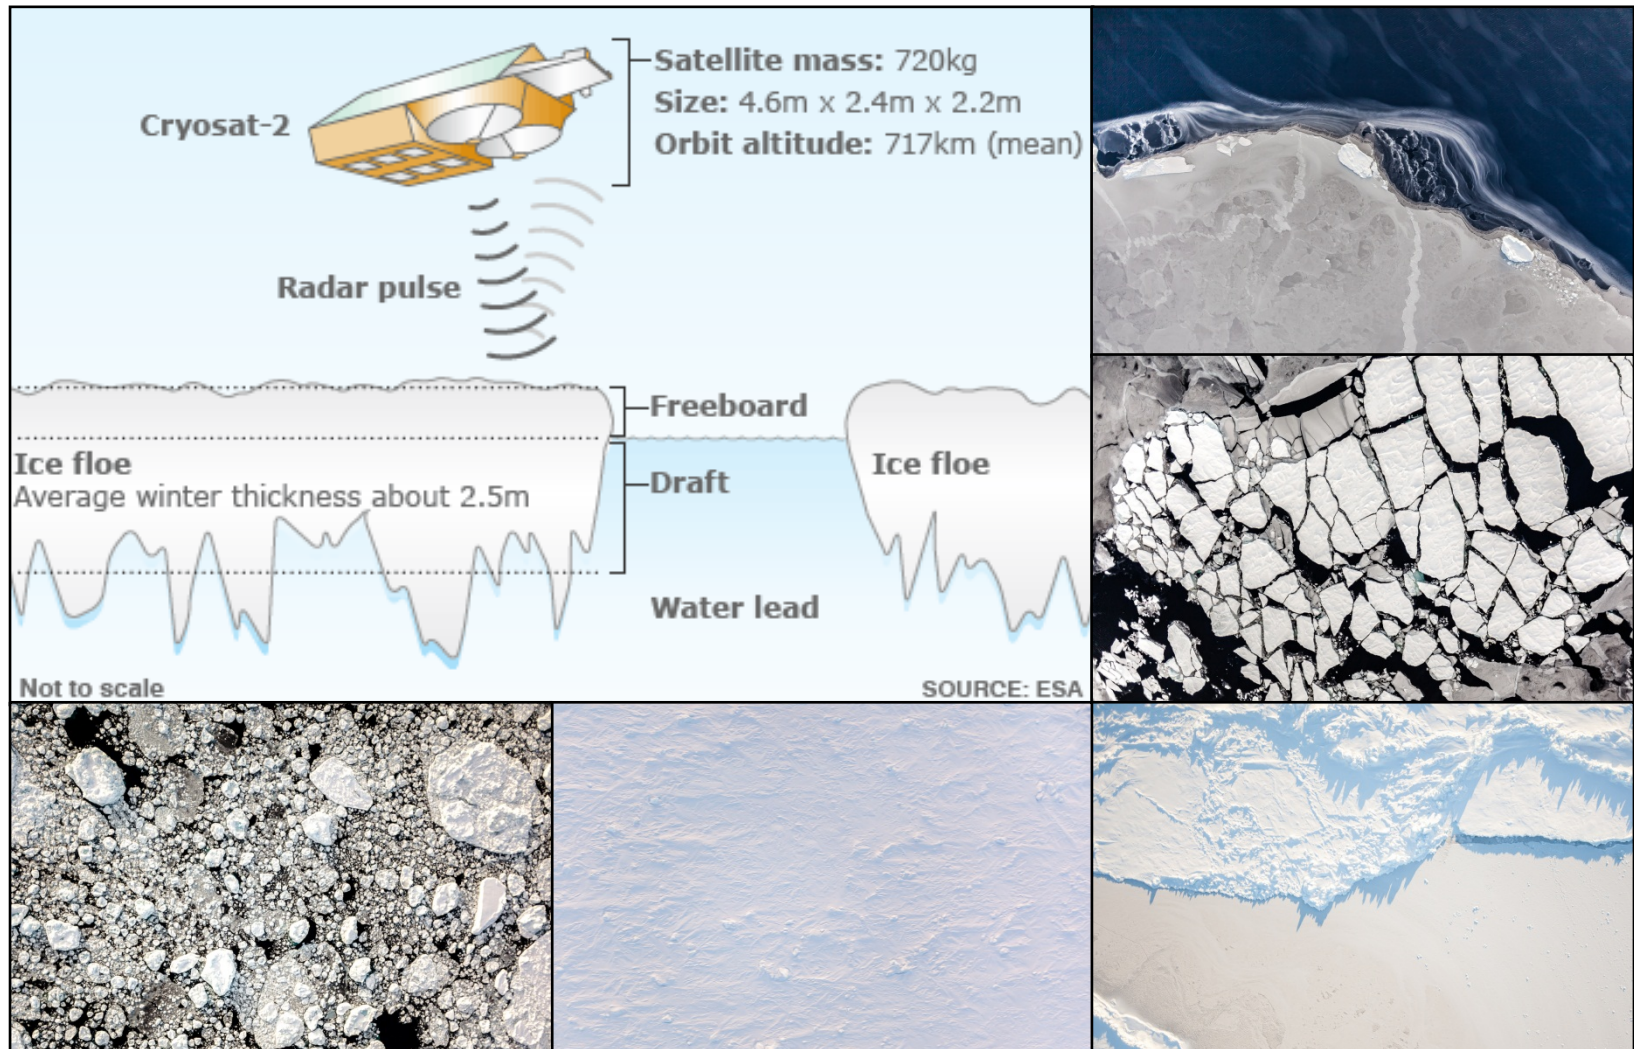 Cryosat-2
Satellite mass: 720kg
Size: 4.6m x 2.4m x 2.2m
Orbit altitude: 717km (mean)
Radar pulse
Freeboard
Ice floe
Average winter thickness about 2.5m
Draft
Ice floe
Water lead
Not to scale
SOURCE: ESA